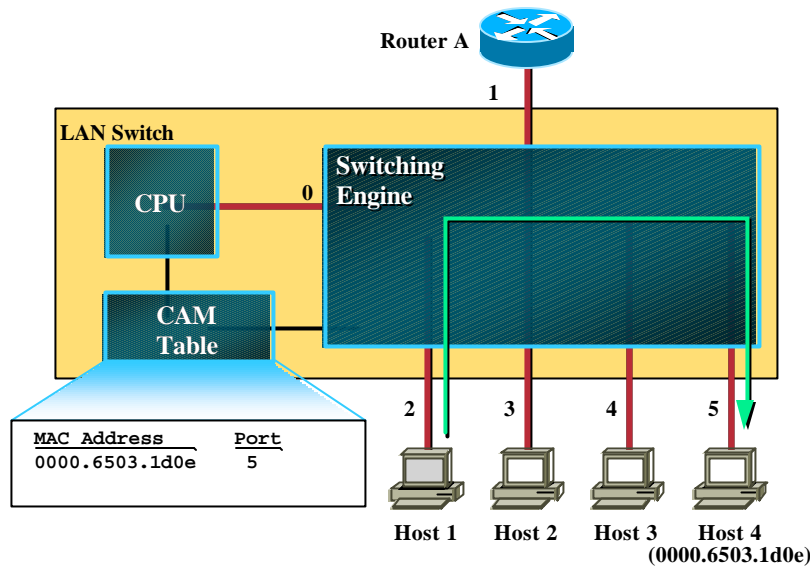 Router A
1
LAN Switch
Switching
Engine
CPU
0
CAM
Table
2
3
4
5
MAC Address Port
0000.6503.1d0e 5
Host 1
Host 2
Host 3
Host 4
(0000.6503.1d0e)